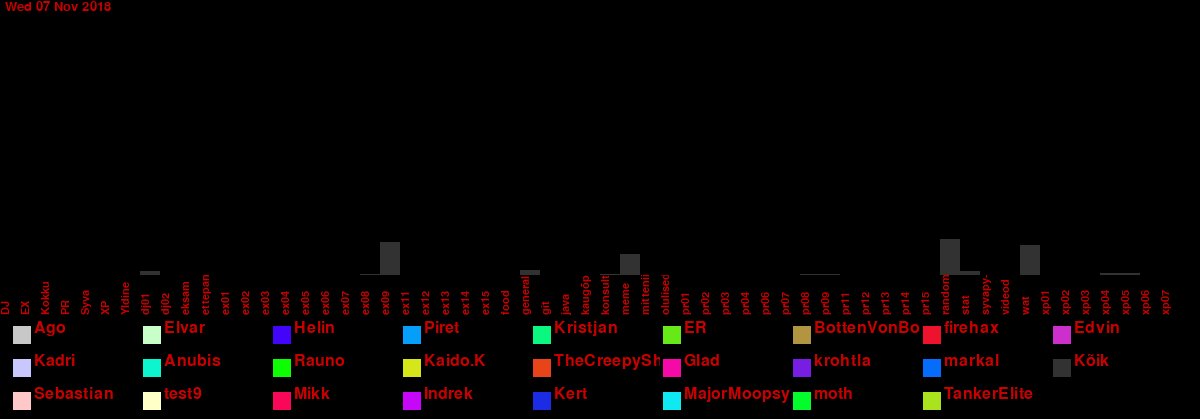 Wed 07 Nov 2018
DJ EX Kokku PR Syva XP Yldine dj01 dj02 eksam ettepan ex01 ex02 ex03 ex04 ex05 ex06 ex07 ex08 ex09 ex11 ex12 ex13 ex14 ex15 food general git java kaugõp konsult meme mittenii olulised pr01 pr02 pr03 pr04 pr06 pr07 pr08 pr09 pr11 pr12 pr13 pr14 pr15 random stat syvapy- videod wat xp01 xp02 xp03 xp04 xp05 xp06 xp07
Ago Elvar Helin Piret Kristjan ER BottenVonBo firehax Edvin
Kadri Anubis Rauno Kaido.K TheCreepySh Glad krohtla markal Kõik
Sebastian test9 Mikk Indrek Kert MajorMoopsy moth TankerElite